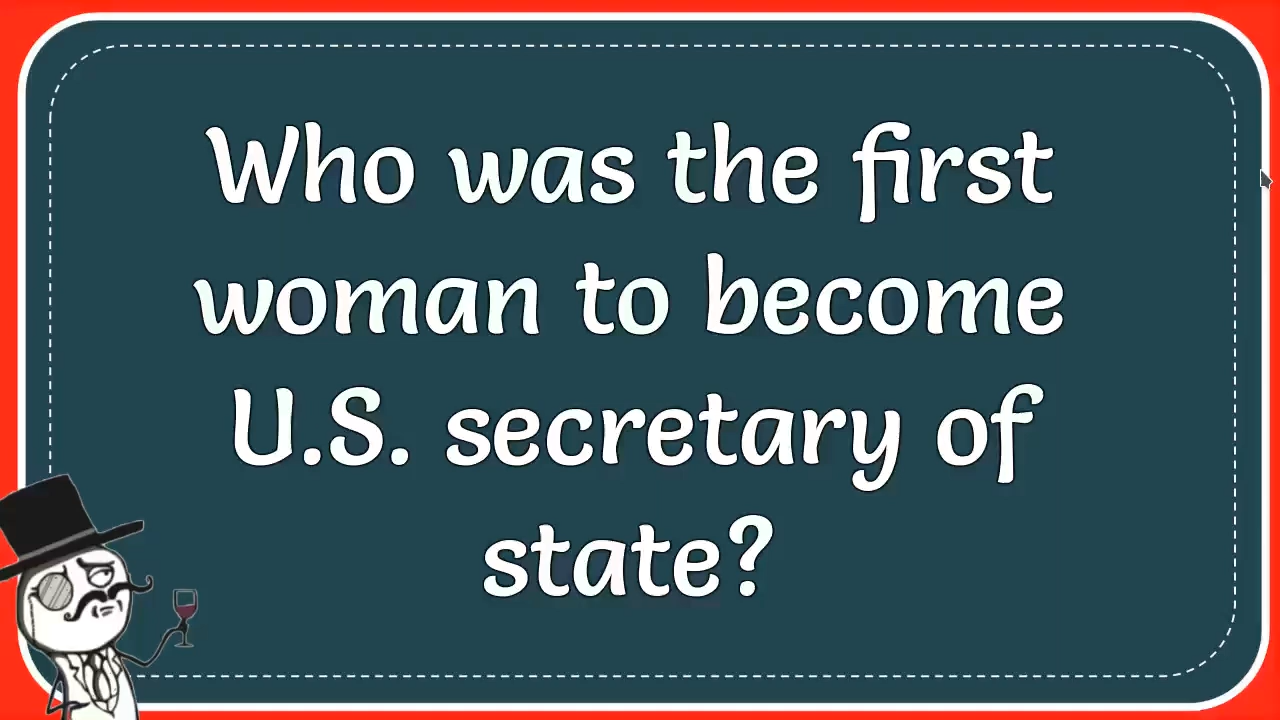 Who was the first
woman to become
U.S. secretary of
state?